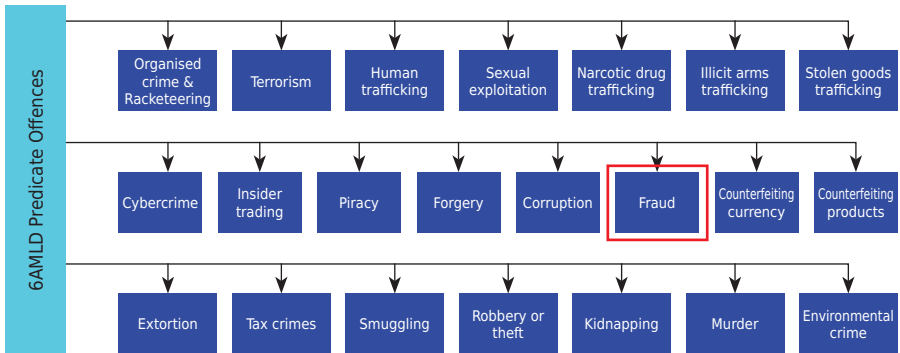 6AMLD Predicate Offences
Organised
crime &
Racketeering
Terrorism
Human
trafficking
Sexual
exploitation
Narcotic drug
trafficking
Illicit arms
trafficking
Stolen goods
trafficking
Cybercrime
Insider
trading
Piracy
Forgery
Corruption
Fraud
Counterfeiting
currency
Counterfeiting
products
Extortion
Tax crimes
Smuggling
Robbery or
theft
Kidnapping
Murder
Environmental
crime